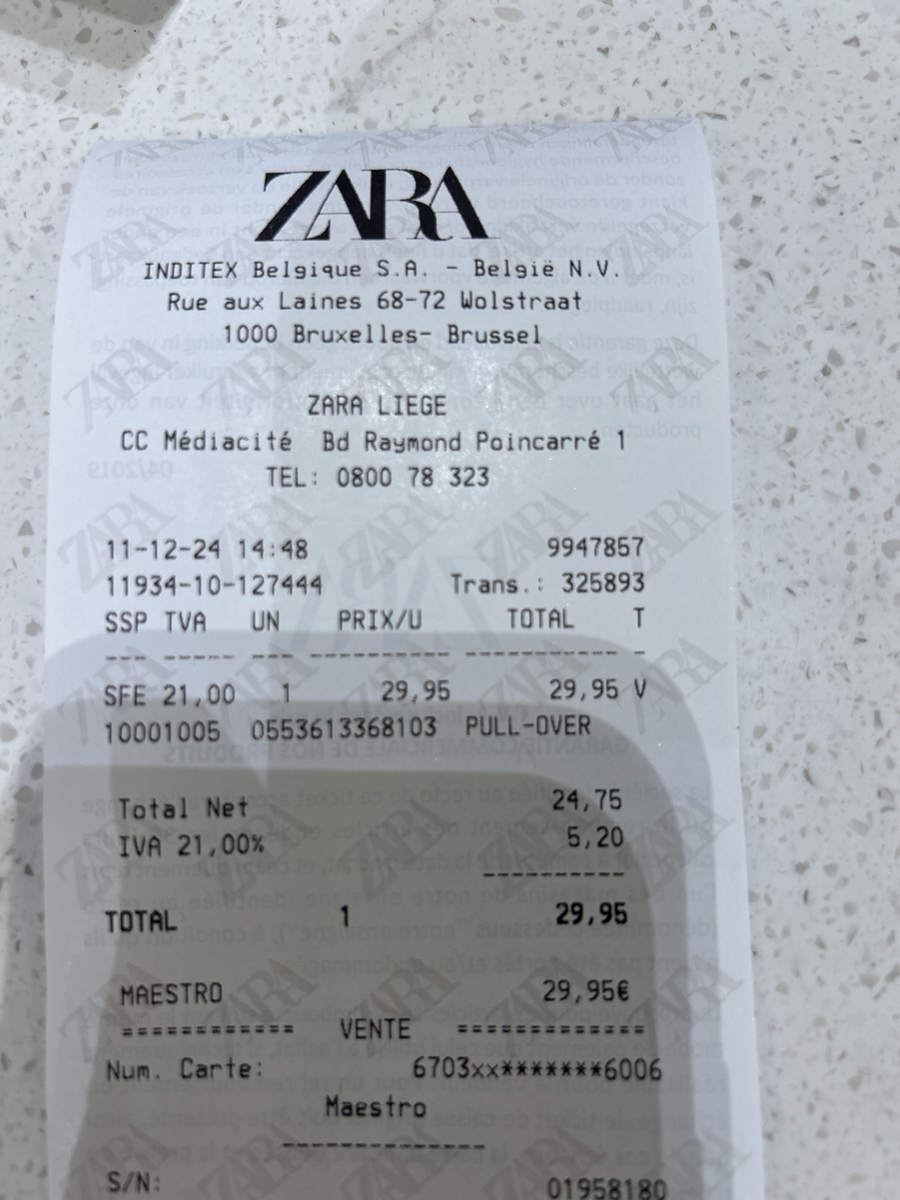 ZARA
INDITEX Belgique S.A. - België N.V.
Rue aux Laines 68-72 Wolstraat
1000 Bruxelles- Brussel
ZARA LIEGE
CC Médiacité Bd Raymond Poincarré 1
TEL: 0800 78 323
11-12-24 14:48 9947857
11934-10-127444 Trans.: 325893
SSP TVA UN PRIX/U TOTAL T
--- ----- --- ---------- ----------- -
SFE 21,00 1 29,95 29,95 V
10001005 0553613368103 PULL-OVER
Total Net 24,75
IVA 21,00% 5,20
----------
TOTAL 1 29,95
MAESTRO 29,95€
============ VENTE =============
Num. Carte: 6703xx*******6006
Maestro
--------------
S/N: 01958180